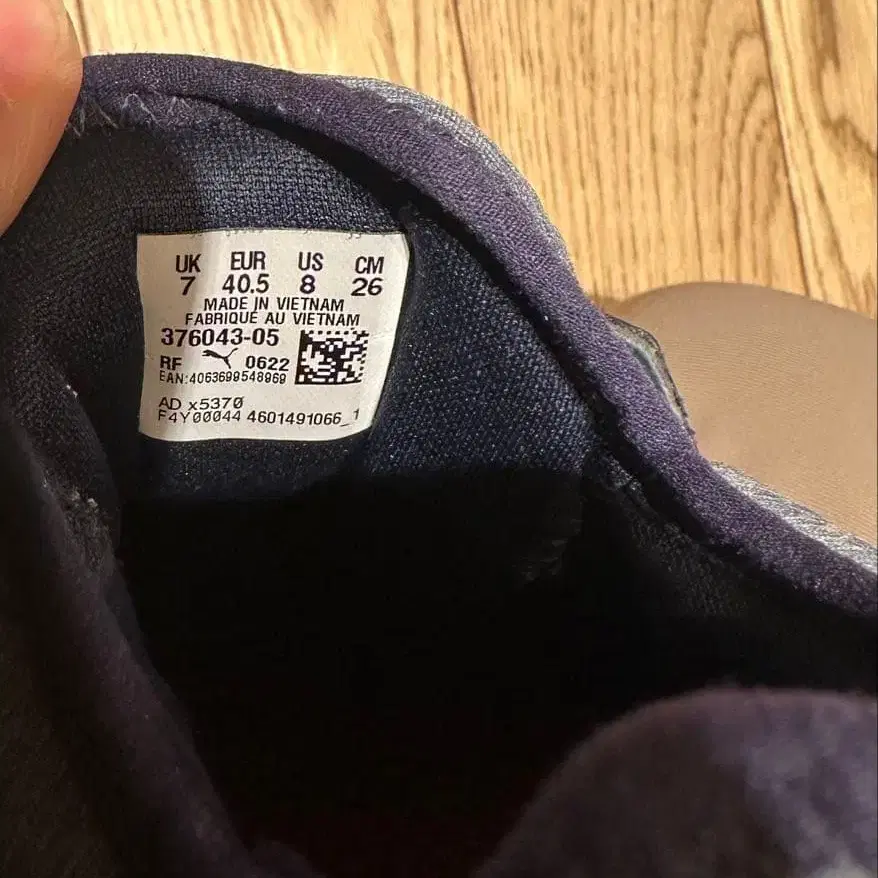 UK EUR US CM
7 40.5 8 26
MADE IN VIETNAM
FABRIQUÉ AU VIETNAM
376043-05
RF 0622
EAN:4063699548969
AD x5370
F4Y00044 4601491066_1